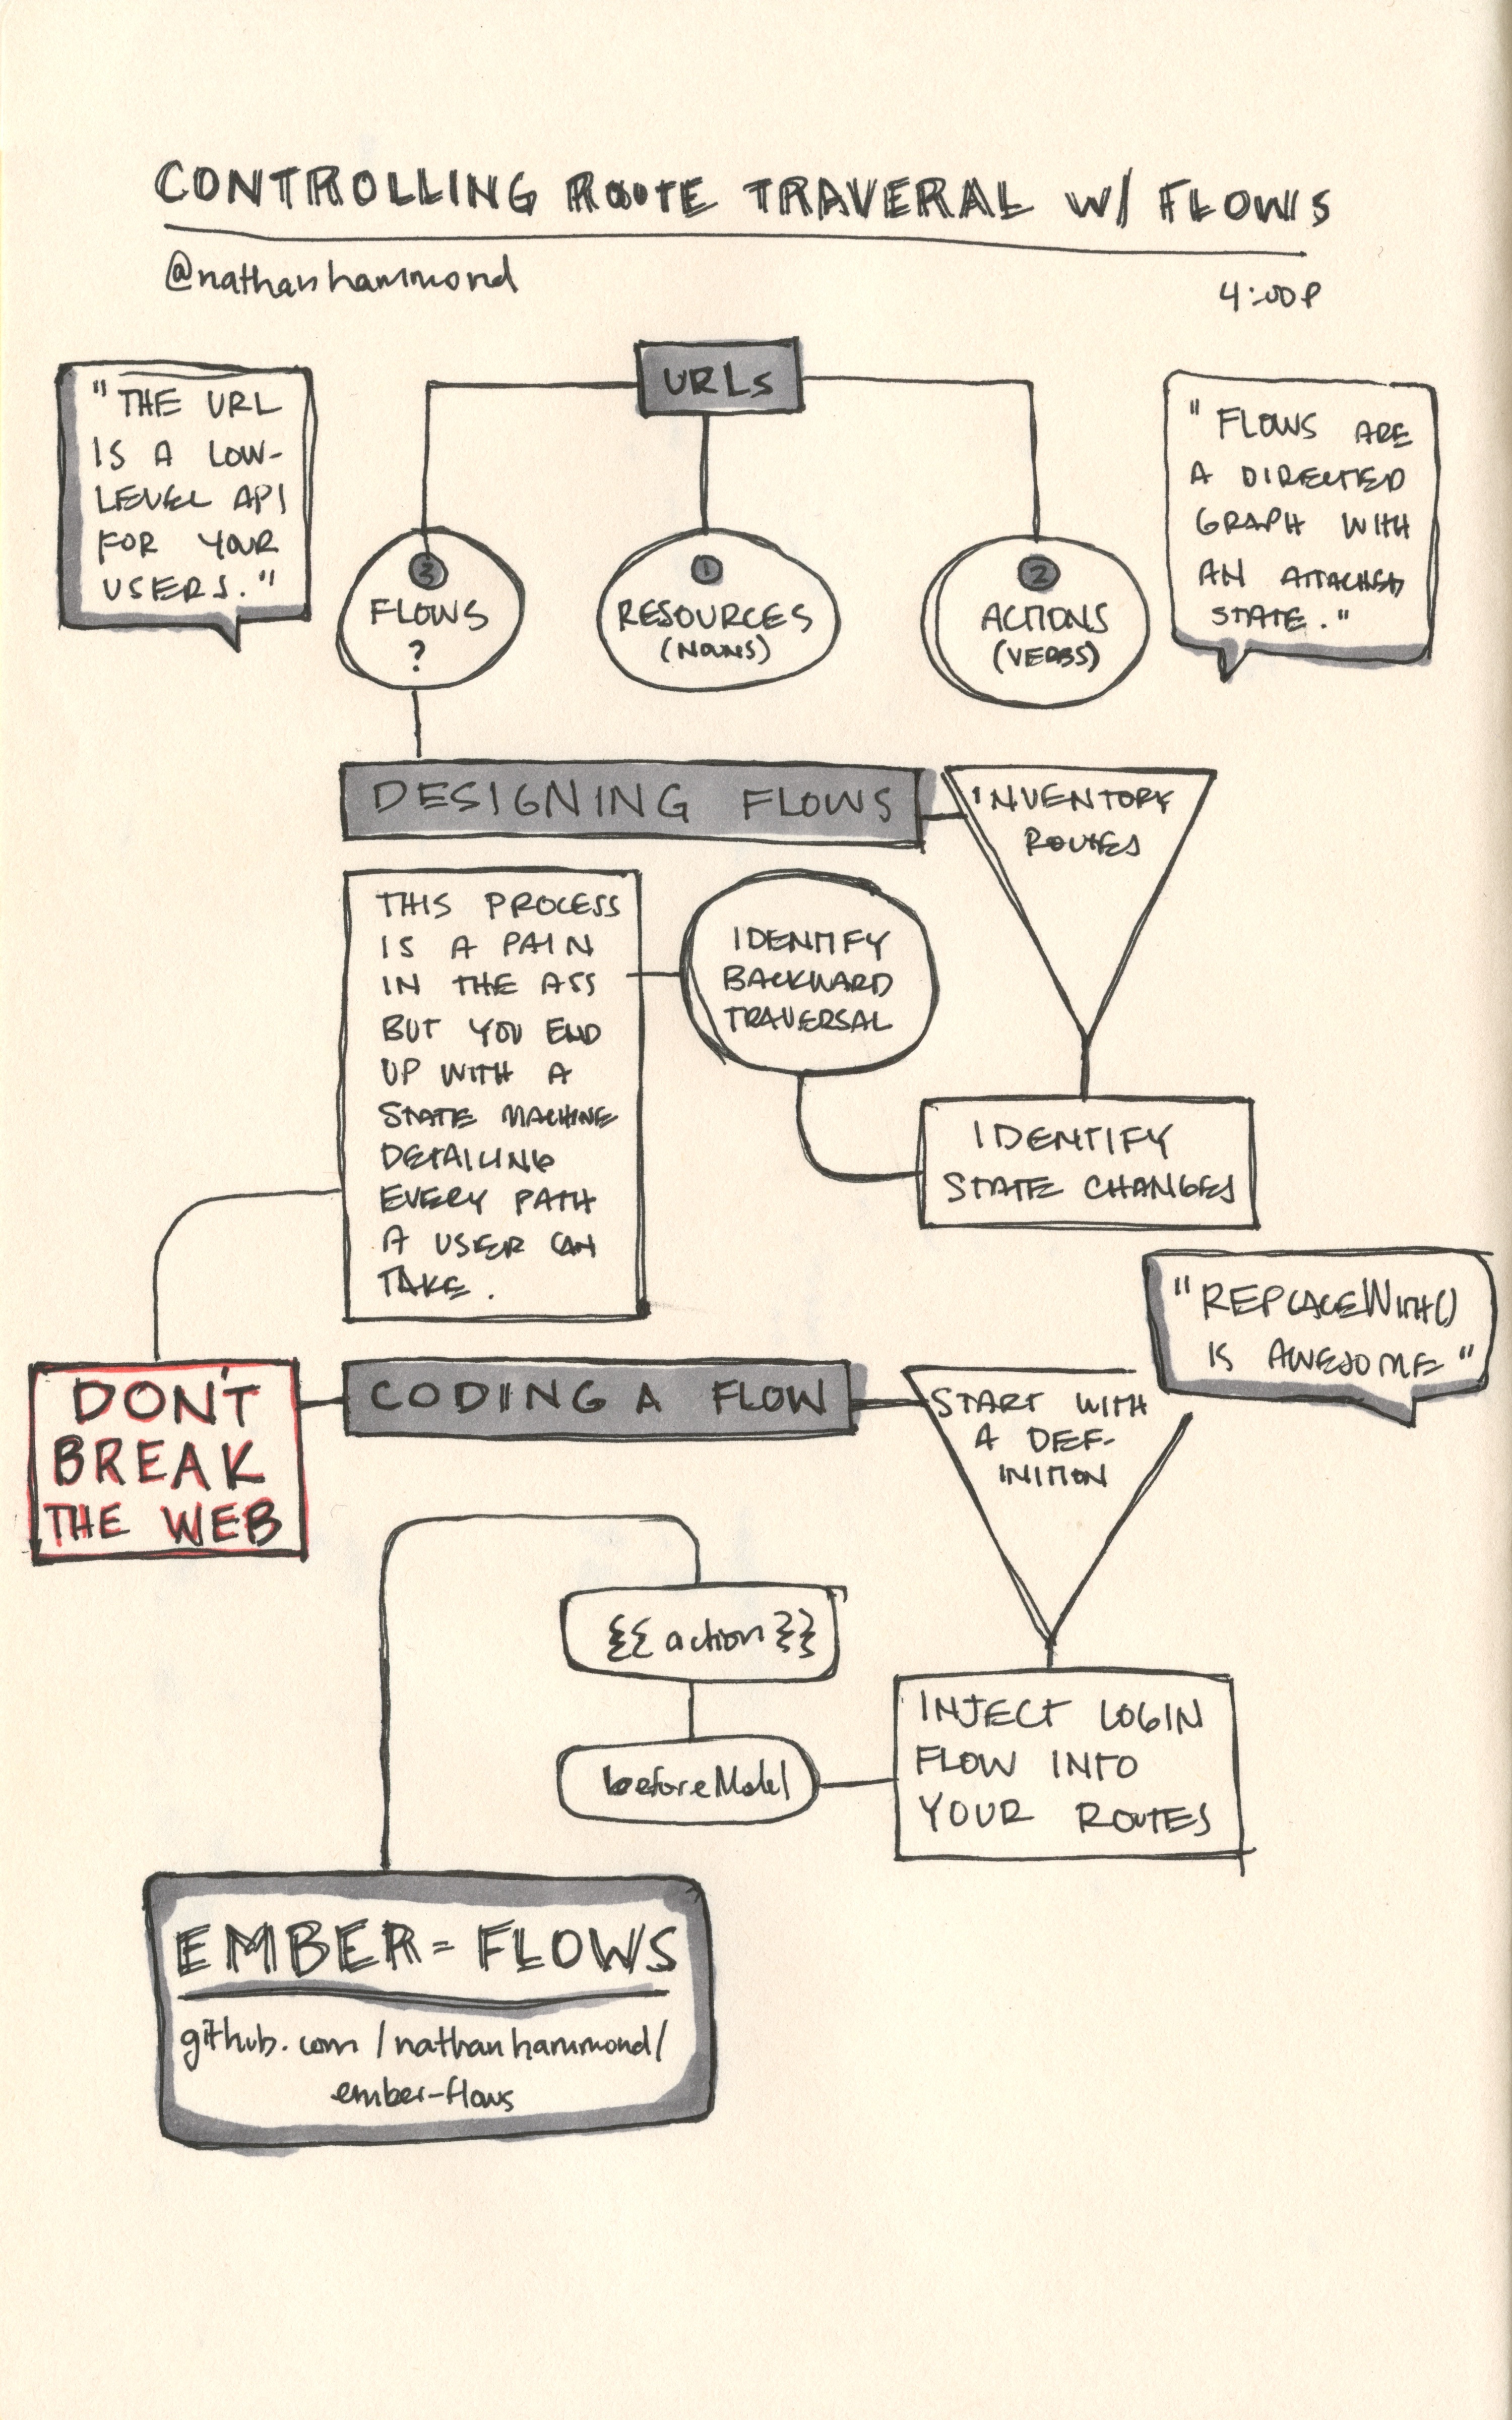 CONTROLLING ROUTE TRAVERAL W/ FLOWS
@nathanhammond
4:00P
URLs
"THE URL
IS A LOW-
LEVEL API
FOR YOUR
USERS."
"FLOWS ARE
A DIRECTED
GRAPH WITH
AN ATTACHED
STATE."
3
FLOWS
?
1
RESOURCES
(NOUNS)
2
ACTIONS
(VERBS)
DESIGNING FLOWS
INVENTORY
ROUTES
IDENTIFY
STATE CHANGES
IDENTIFY
BACKWARD
TRAVERSAL
THIS PROCESS
IS A PAIN
IN THE ASS
BUT YOU END
UP WITH A
STATE MACHINE
DETAILING
EVERY PATH
A USER CAN
TAKE.
DON'T
BREAK
THE WEB
CODING A FLOW
"REPLACEWITH()
IS AWESOME"
START WITH
A DEF-
INITION
INJECT LOGIN
FLOW INTO
YOUR ROUTES
beforeModel
{{action}}
EMBER-FLOWS
github.com/nathanhammond/
ember-flows